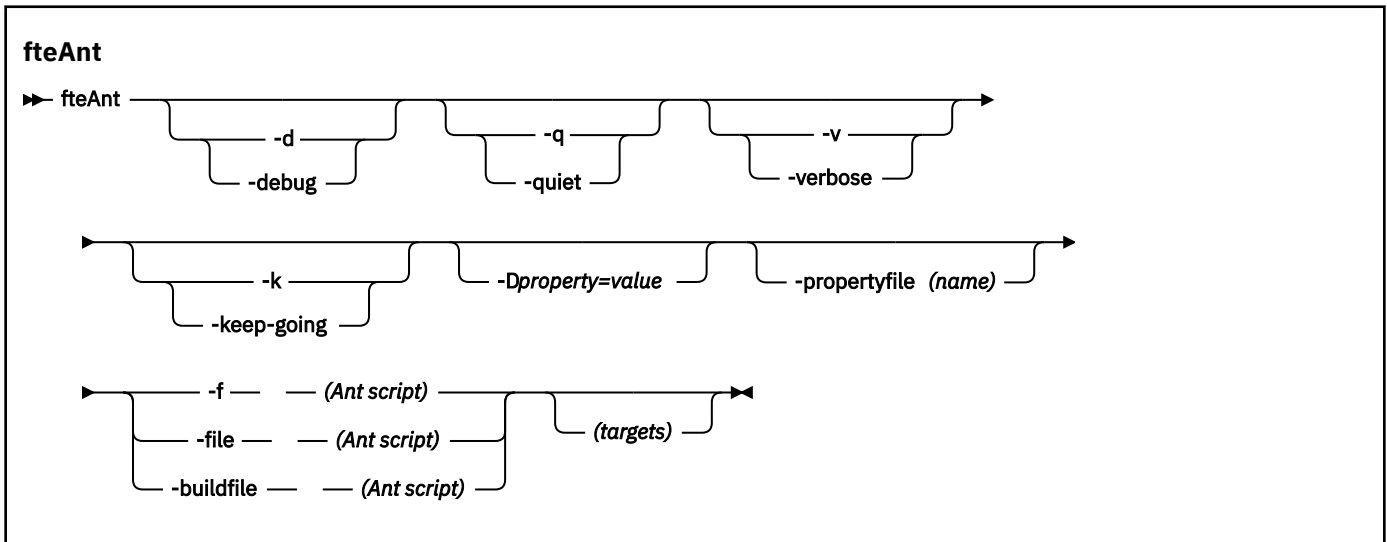 fteAnt
fteAnt
-d -q -v
-debug -quiet -verbose
-k -Dproperty=value -propertyfile (name)
-keep-going
-f (Ant script)
-file (Ant script) (targets)
-buildfile (Ant script)